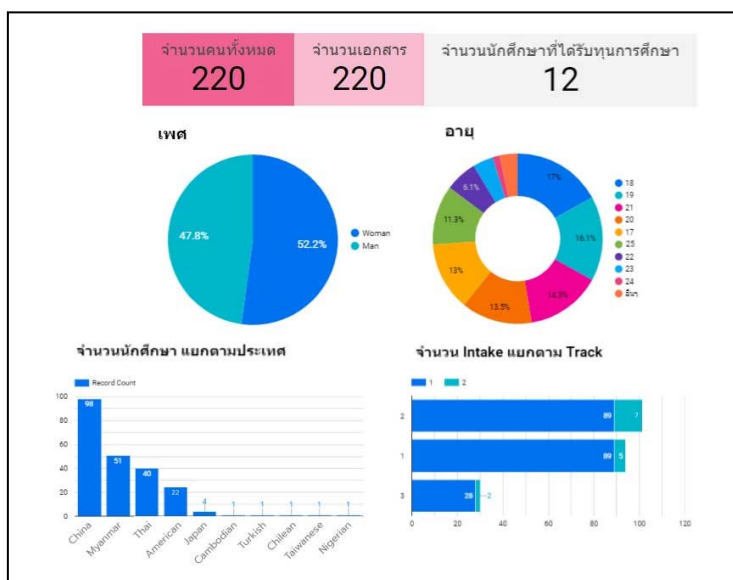 จำนวนคนทั้งหมด
220
จำนวนเอกสาร
220
จำนวนนักศึกษาที่ได้รับทุนการศึกษา
12
เพศ
47.8%
52.2%
Woman
Man
อายุ
17%
16.1%
14.3%
13.5%
13%
11.3%
6.1%
18
19
21
20
17
25
22
23
24
อื่นๆ
จำนวนนักศึกษา แยกตามประเทศ
Record Count
100
80
60
40
20
0
98
51
40
22
4
1
1
1
1
1
China
Myanmar
Thai
American
Japan
Cambodian
Turkish
Chilean
Taiwanese
Nigerian
จำนวน Intake แยกตาม Track
1
2
2
89
7
1
89
5
3
28
2
0
20
40
60
80
100
120